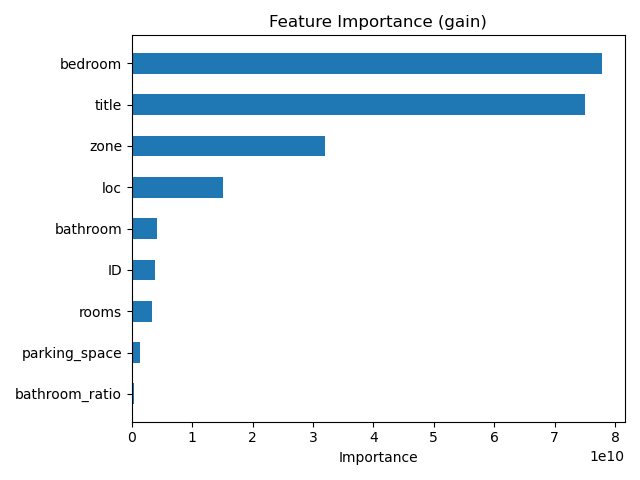 Feature Importance (gain)
bedroom
title
zone
loc
bathroom
ID
rooms
parking_space
bathroom_ratio
0 1 2 3 4 5 6 7 8
1e10
Importance